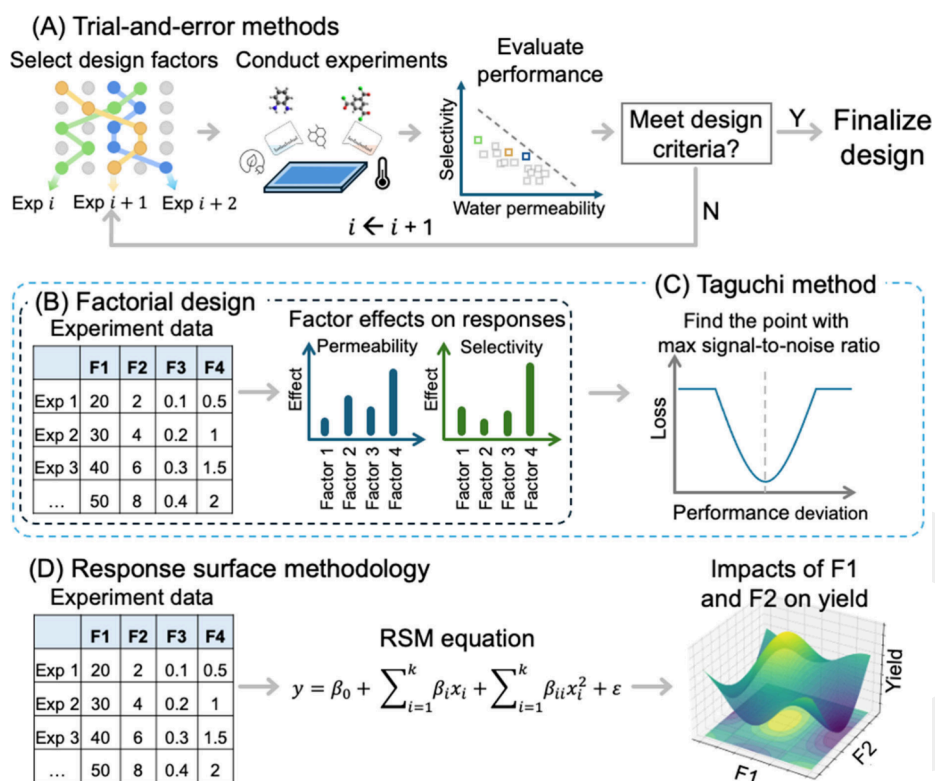 (A) Trial-and-error methods
Select design factors
Conduct experiments
Evaluate
performance
Selectivity
Water permeability
Exp i
Exp i + 1
Exp i + 2
Meet design
criteria?
Y
Finalize
design
N
i ← i + 1
(B) Factorial design
Experiment data
F1 F2 F3 F4
Exp 1 20 2 0.1 0.5
Exp 2 30 4 0.2 1
Exp 3 40 6 0.3 1.5
... 50 8 0.4 2
Factor effects on responses
Permeability
Effect
Factor 1
Factor 2
Factor 3
Factor 4
Selectivity
Effect
Factor 1
Factor 2
Factor 3
Factor 4
(C) Taguchi method
Find the point with
max signal-to-noise ratio
Loss
Performance deviation
(D) Response surface methodology
Experiment data
F1 F2 F3 F4
Exp 1 20 2 0.1 0.5
Exp 2 30 4 0.2 1
Exp 3 40 6 0.3 1.5
... 50 8 0.4 2
RSM equation
y = β₀ + ∑ᵢ₌₁ᵏ βᵢxᵢ + ∑ᵢ₌₁ᵏ βᵢᵢxᵢ² + ε
Impacts of F1
and F2 on yield
Yield
F2
F1